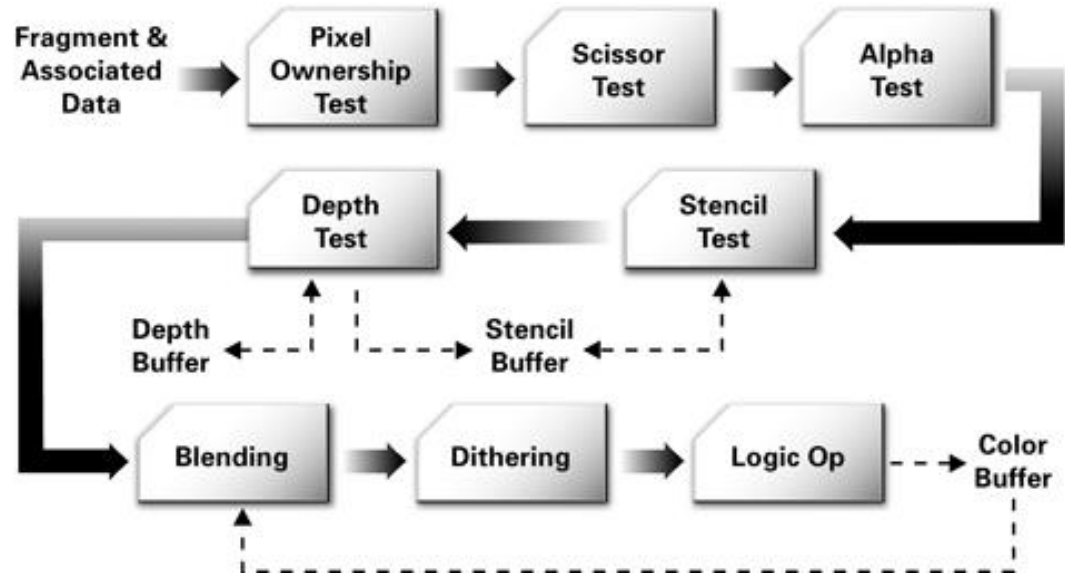 Fragment &
Associated
Data
Pixel
Ownership
Test
Scissor
Test
Alpha
Test
Depth
Test
Stencil
Test
Depth
Buffer
Stencil
Buffer
Blending
Dithering
Logic Op
Color
Buffer